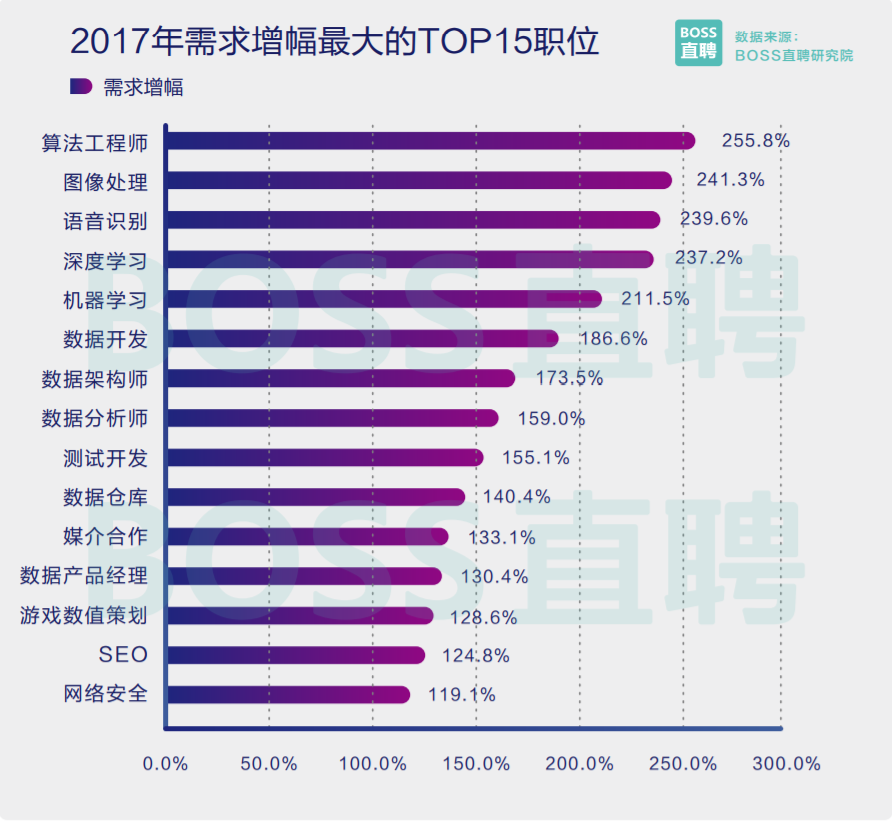 2017年需求增幅最大的TOP15职位
BOSS
直聘
数据来源：
BOSS直聘研究院
需求增幅
算法工程师 255.8%
图像处理 241.3%
语音识别 239.6%
深度学习 237.2%
机器学习 211.5%
数据开发 186.6%
数据架构师 173.5%
数据分析师 159.0%
测试开发 155.1%
数据仓库 140.4%
媒介合作 133.1%
数据产品经理 130.4%
游戏数值策划 128.6%
SEO 124.8%
网络安全 119.1%
0.0% 50.0% 100.0% 150.0% 200.0% 250.0% 300.0%
BOSS直聘
BOSS直聘